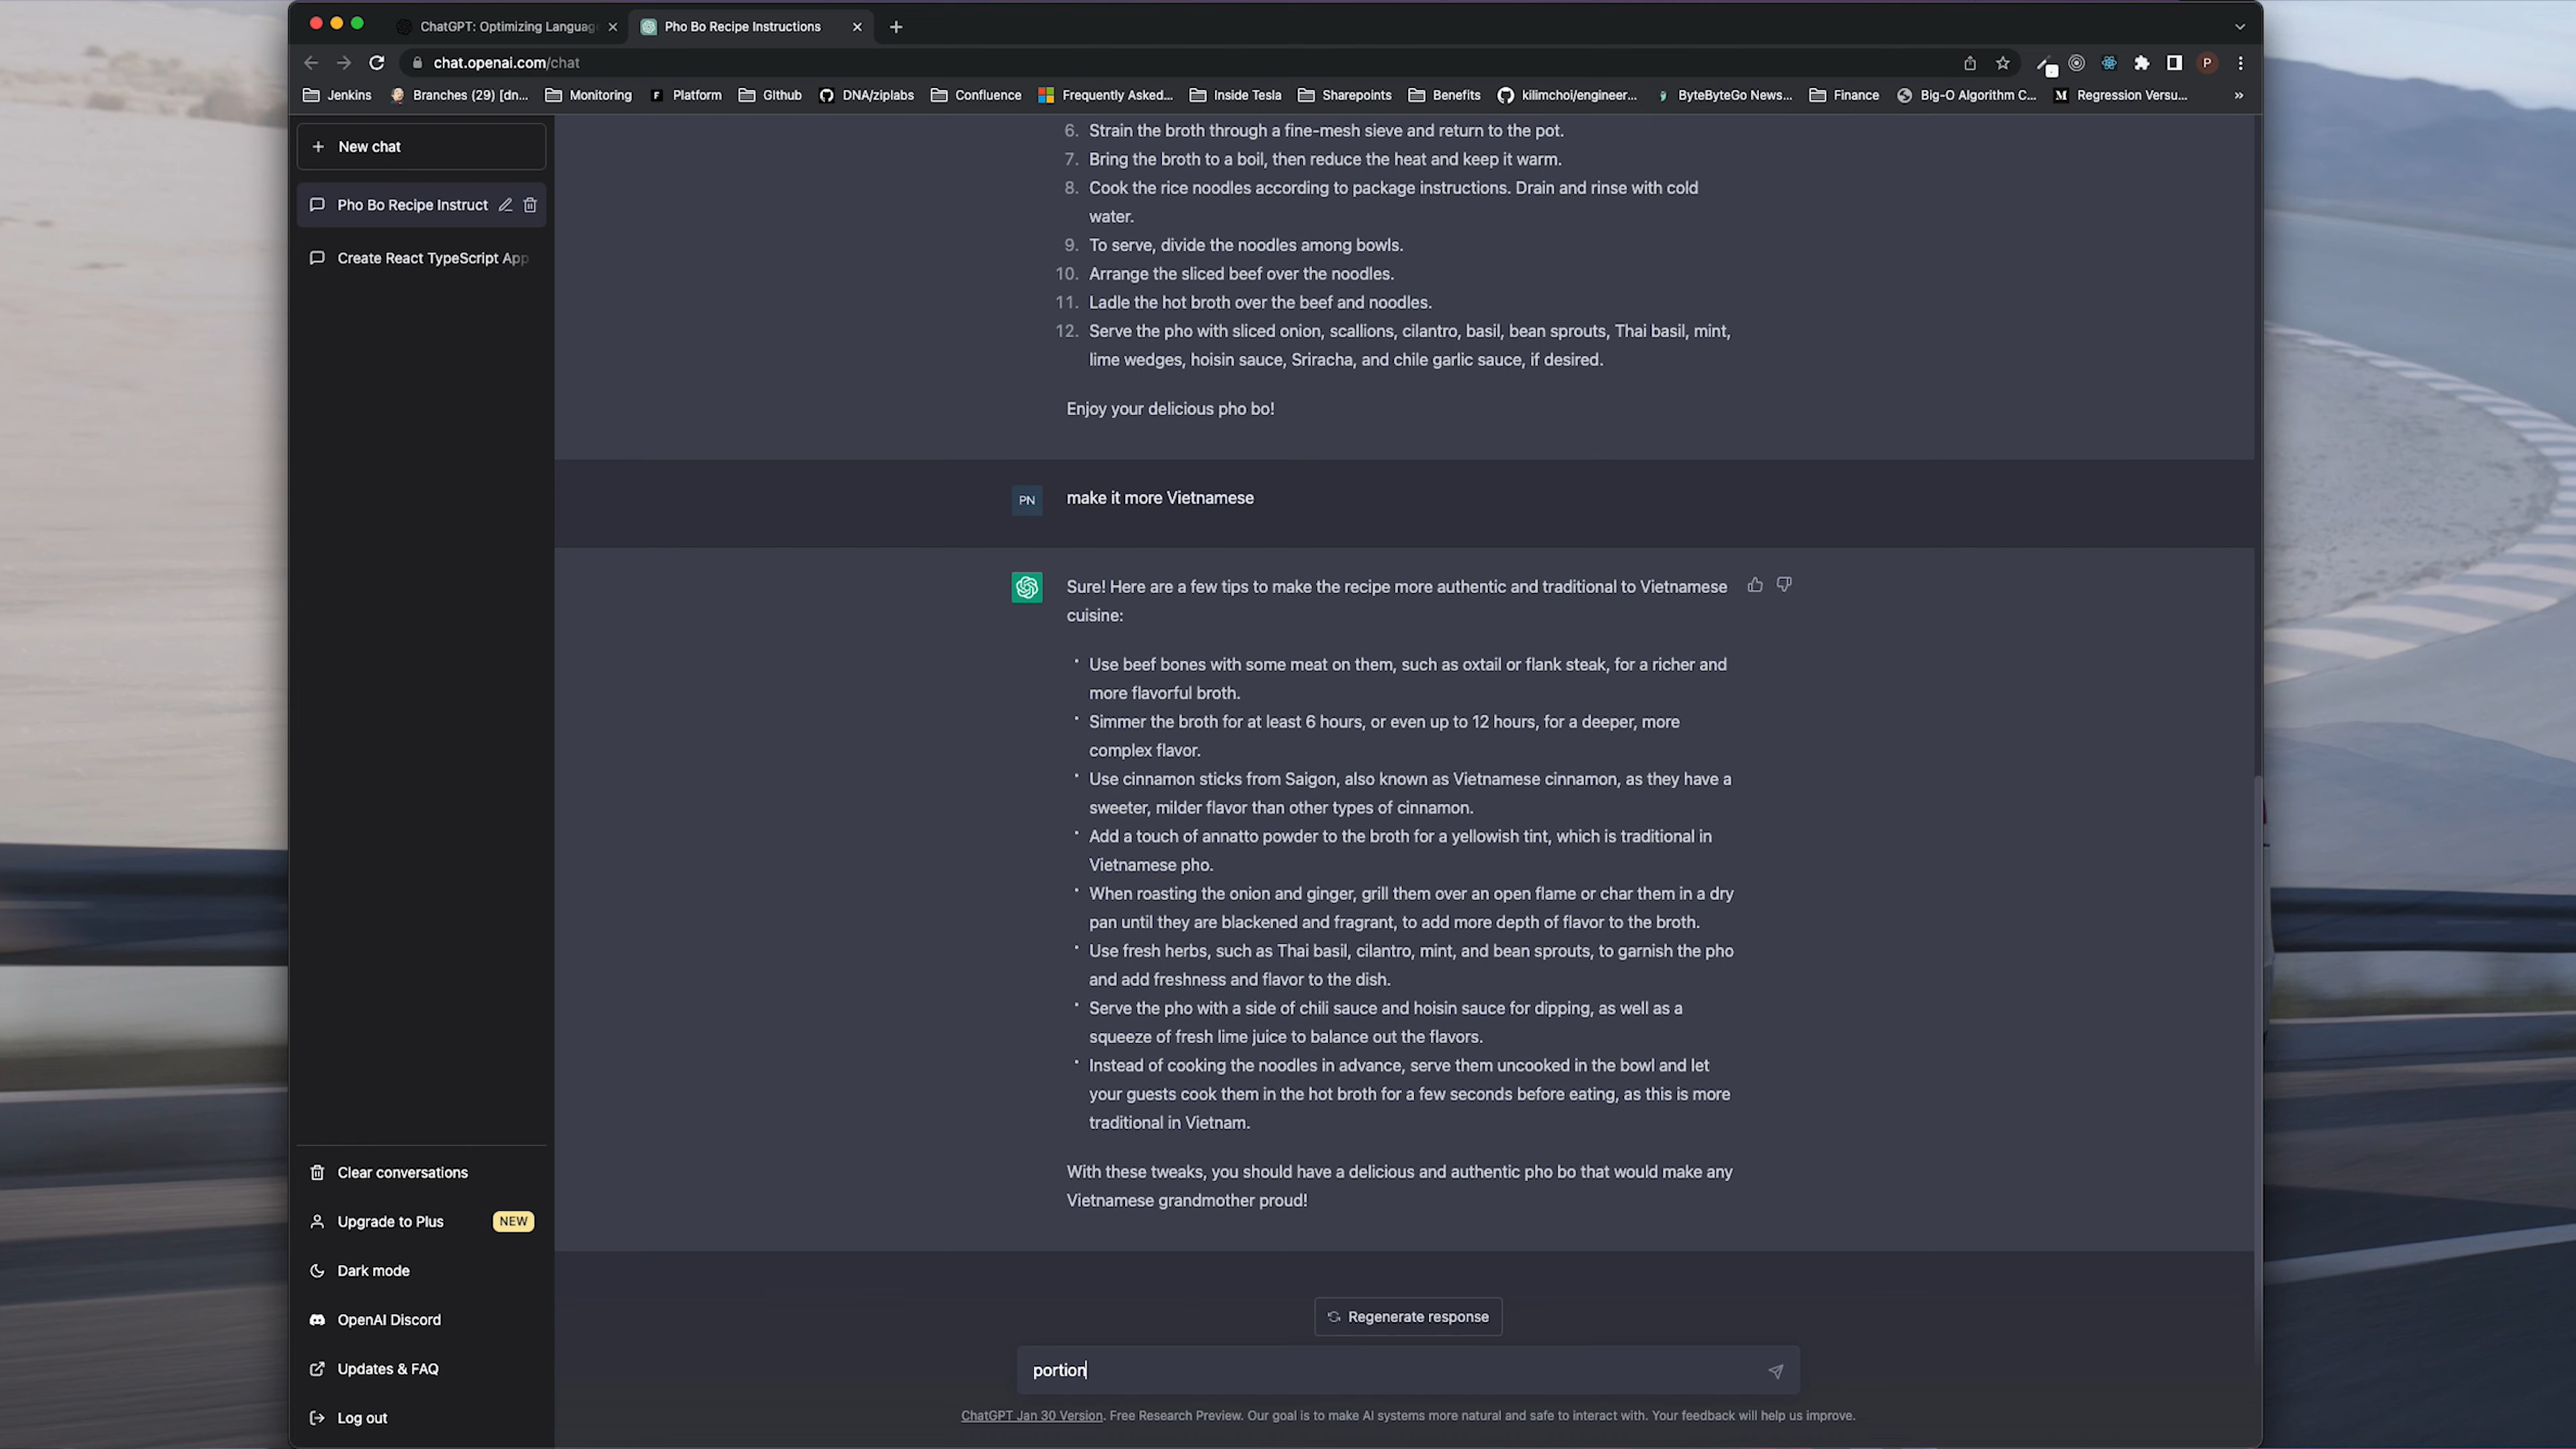 ChatGPT: Optimizing Languag
Pho Bo Recipe Instructions
chat.openai.com/chat
P
Jenkins
Branches (29) [dn...
Monitoring
Platform
Github
DNA/ziplabs
Confluence
Frequently Asked...
Inside Tesla
Sharepoints
Benefits
kilimchoi/engineer...
ByteByteGo News...
Finance
Big-O Algorithm C...
Regression Versu...
»
New chat
Pho Bo Recipe Instruct
Create React TypeScript App
6. Strain the broth through a fine-mesh sieve and return to the pot.
7. Bring the broth to a boil, then reduce the heat and keep it warm.
8. Cook the rice noodles according to package instructions. Drain and rinse with cold
water.
9. To serve, divide the noodles among bowls.
10. Arrange the sliced beef over the noodles.
11. Ladle the hot broth over the beef and noodles.
12. Serve the pho with sliced onion, scallions, cilantro, basil, bean sprouts, Thai basil, mint,
lime wedges, hoisin sauce, Sriracha, and chile garlic sauce, if desired.
Enjoy your delicious pho bo!
PN
make it more Vietnamese
Sure! Here are a few tips to make the recipe more authentic and traditional to Vietnamese
cuisine:
• Use beef bones with some meat on them, such as oxtail or flank steak, for a richer and
more flavorful broth.
• Simmer the broth for at least 6 hours, or even up to 12 hours, for a deeper, more
complex flavor.
• Use cinnamon sticks from Saigon, also known as Vietnamese cinnamon, as they have a
sweeter, milder flavor than other types of cinnamon.
• Add a touch of annatto powder to the broth for a yellowish tint, which is traditional in
Vietnamese pho.
• When roasting the onion and ginger, grill them over an open flame or char them in a dry
pan until they are blackened and fragrant, to add more depth of flavor to the broth.
• Use fresh herbs, such as Thai basil, cilantro, mint, and bean sprouts, to garnish the pho
and add freshness and flavor to the dish.
• Serve the pho with a side of chili sauce and hoisin sauce for dipping, as well as a
squeeze of fresh lime juice to balance out the flavors.
• Instead of cooking the noodles in advance, serve them uncooked in the bowl and let
your guests cook them in the hot broth for a few seconds before eating, as this is more
traditional in Vietnam.
With these tweaks, you should have a delicious and authentic pho bo that would make any
Vietnamese grandmother proud!
Clear conversations
Upgrade to Plus NEW
Dark mode
OpenAI Discord
Updates & FAQ
Log out
Regenerate response
portion
ChatGPT Jan 30 Version. Free Research Preview. Our goal is to make AI systems more natural and safe to interact with. Your feedback will help us improve.